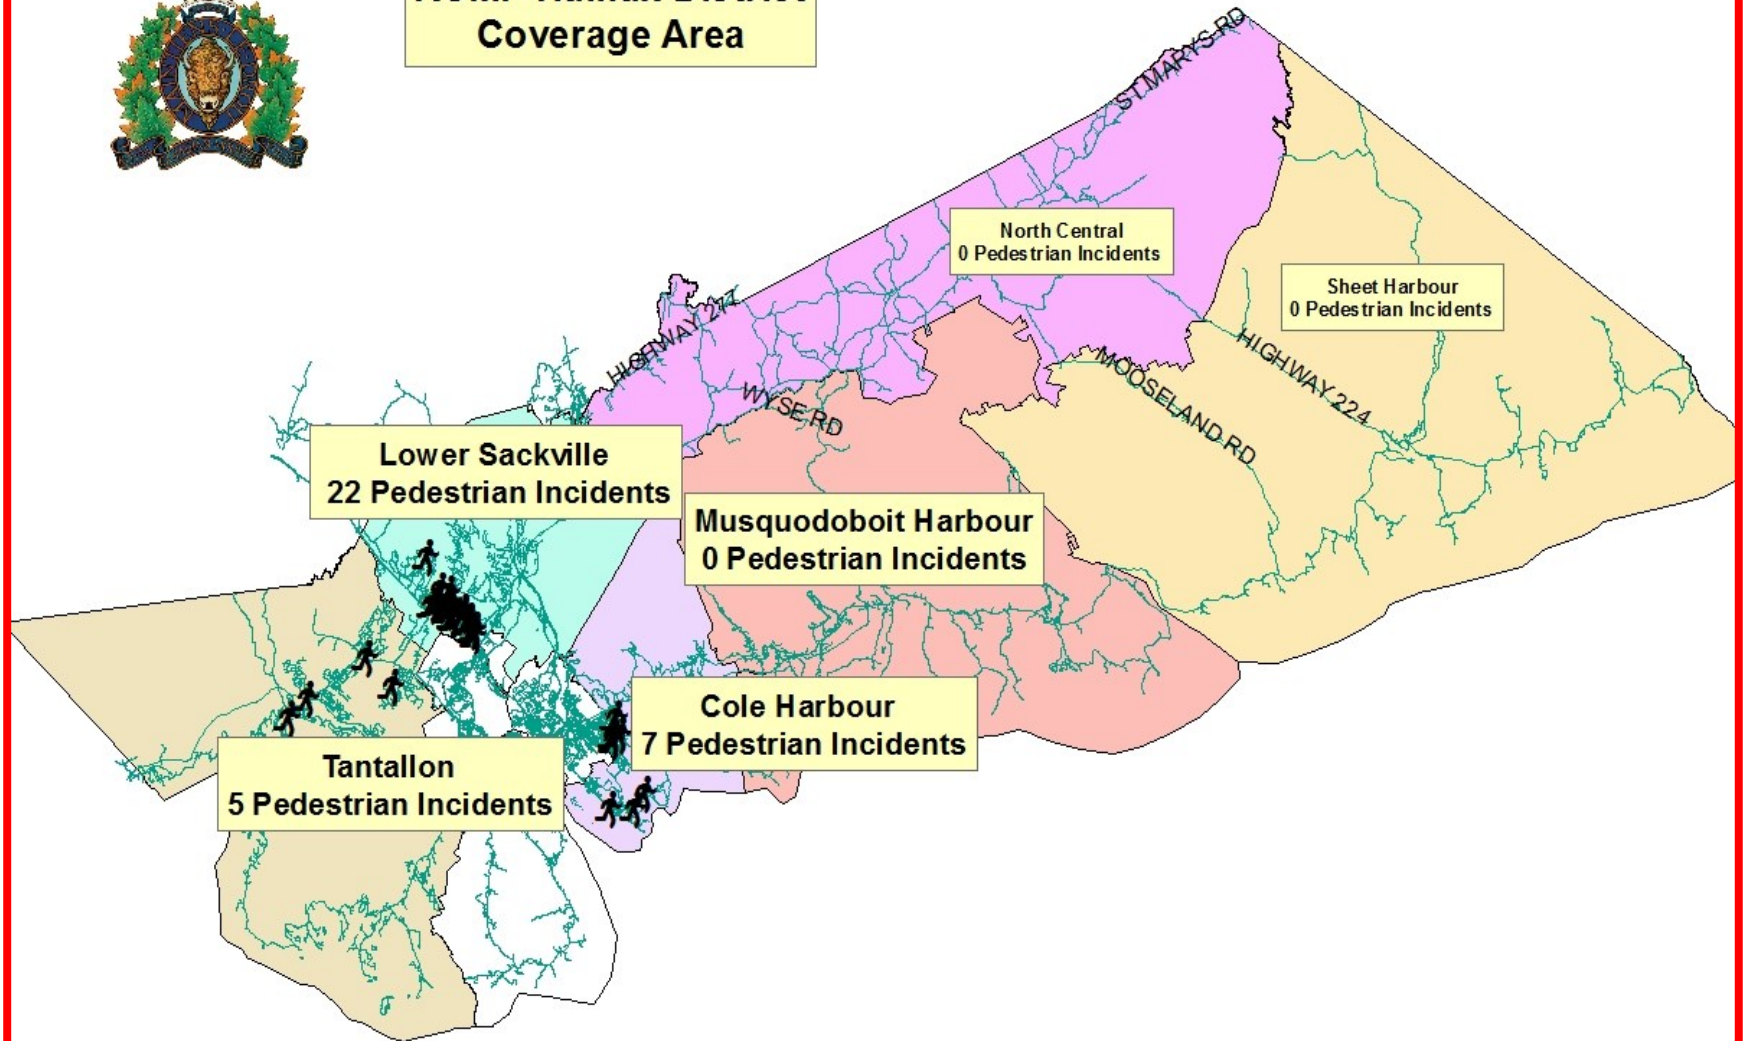 Coverage Area
ST.MARYS RD
North Central
0 Pedestrian Incidents
Sheet Harbour
0 Pedestrian Incidents
HIGHWAY 277
WYSE RD
MOOSELAND RD
HIGHWAY 224
Lower Sackville
22 Pedestrian Incidents
Musquodoboit Harbour
0 Pedestrian Incidents
Cole Harbour
7 Pedestrian Incidents
Tantallon
5 Pedestrian Incidents